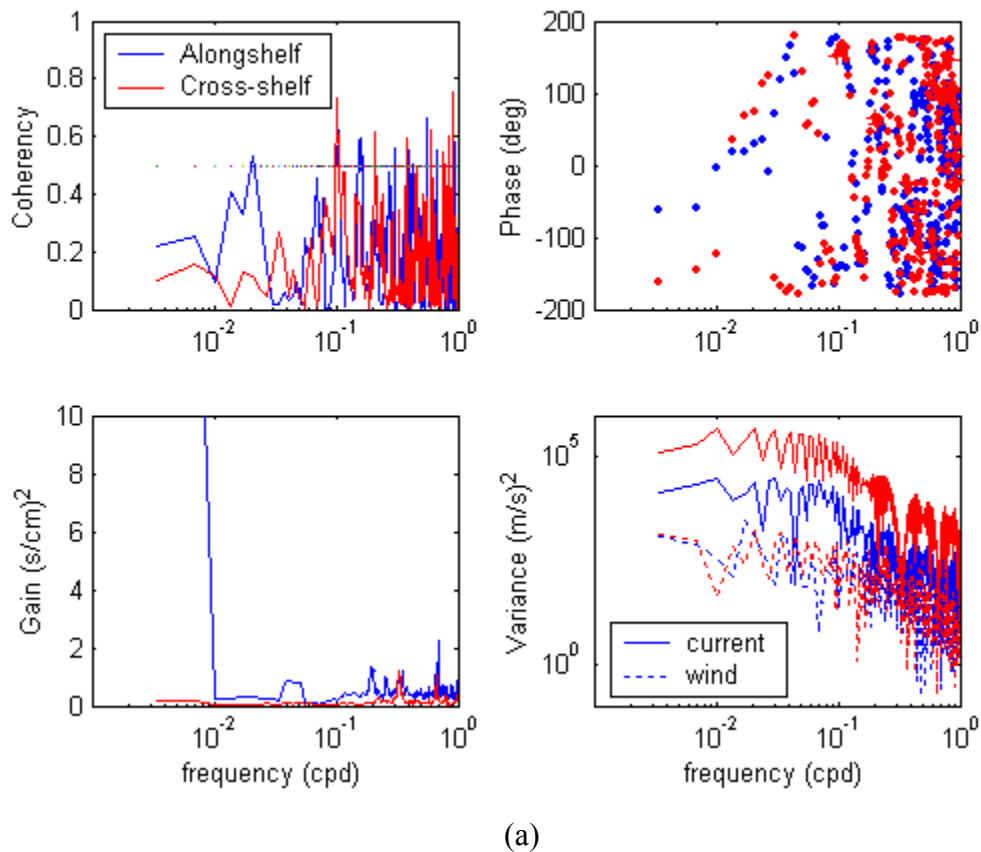 1
0.8
0.6
0.4
0.2
0
Coherency
Alongshelf
Cross-shelf
10^-2
10^-1
10^0
200
100
0
-100
-200
Phase (deg)
10^-2
10^-1
10^0
10
8
6
4
2
0
Gain (s/cm)^2
10^-2
10^-1
10^0
frequency (cpd)
10^5
10^0
Variance (m/s)^2
current
wind
10^-2
10^-1
10^0
frequency (cpd)
(a)